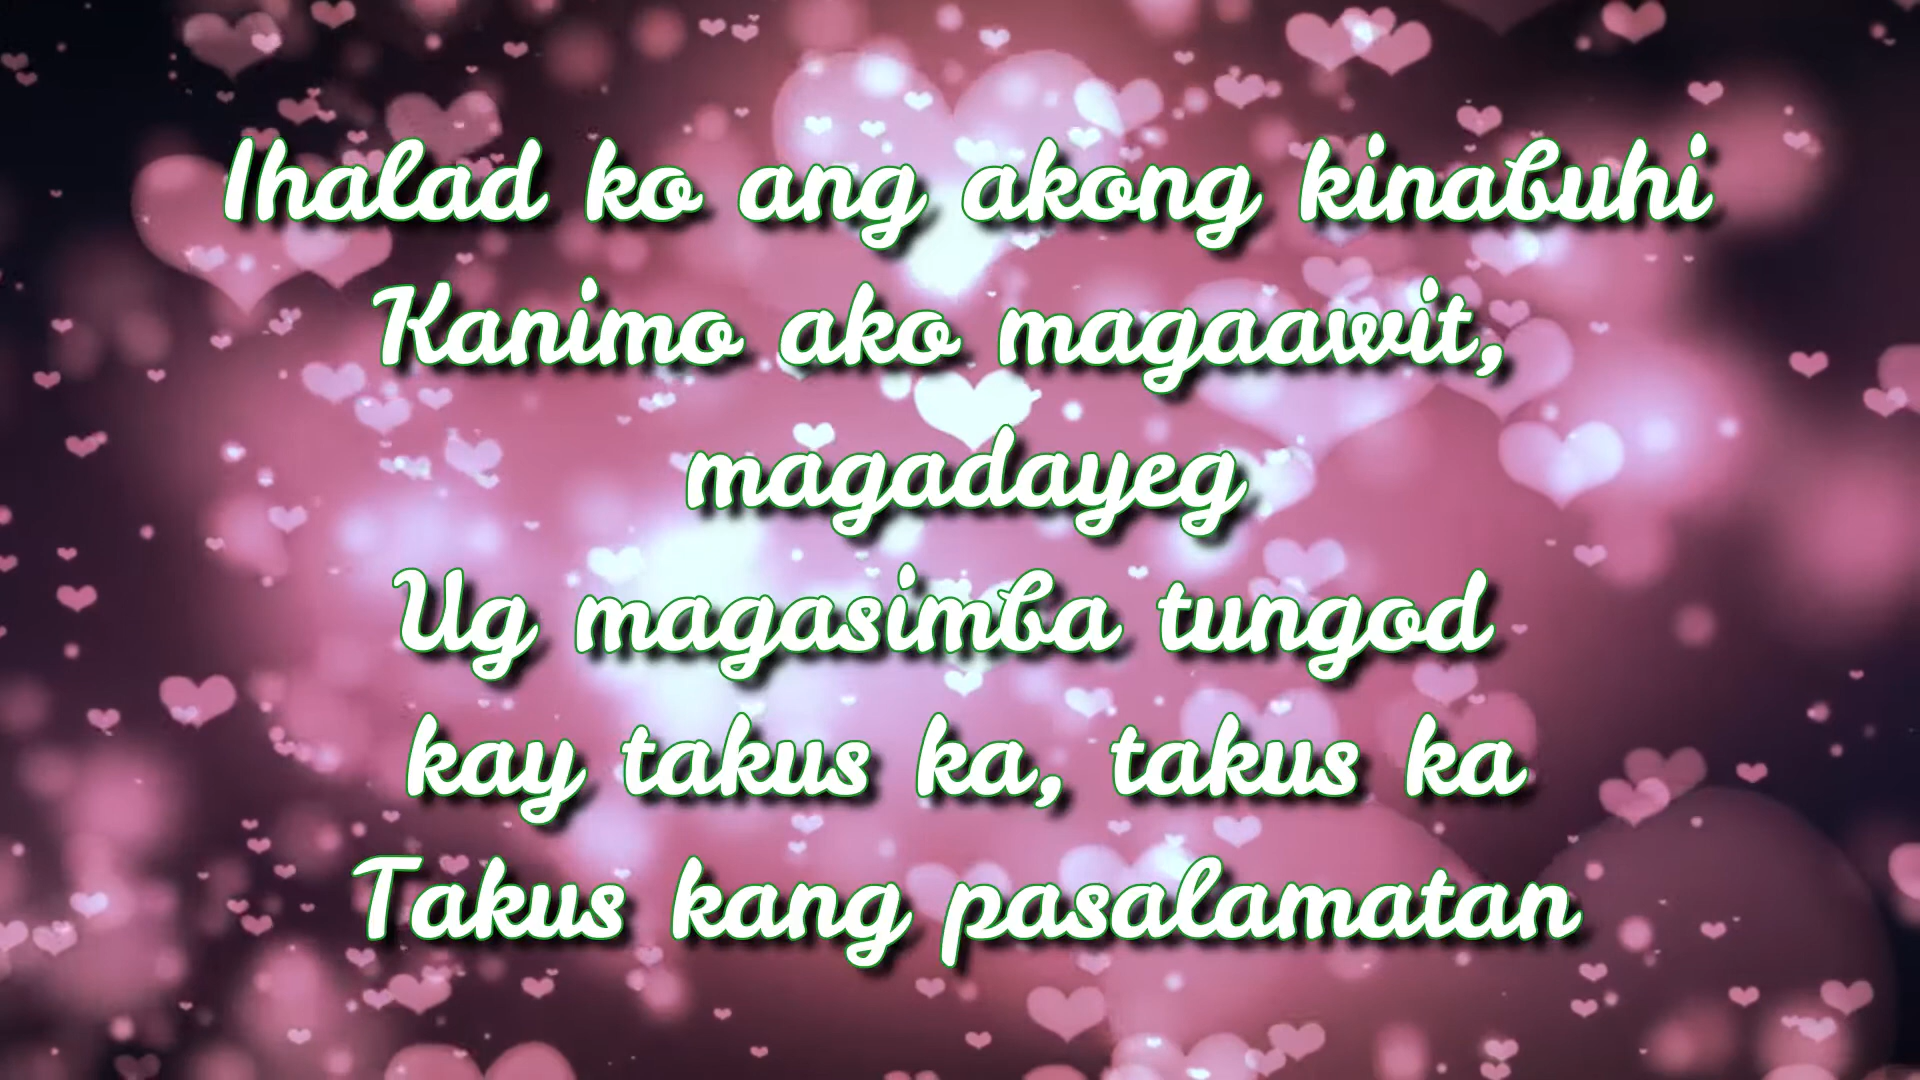 Ihalad ko ang akong kinabuhi
Kanimo ako magaawit,
magadayeg
Ug magasimba tungod
kay takus ka, takus ka
Takus kang pasalamatan